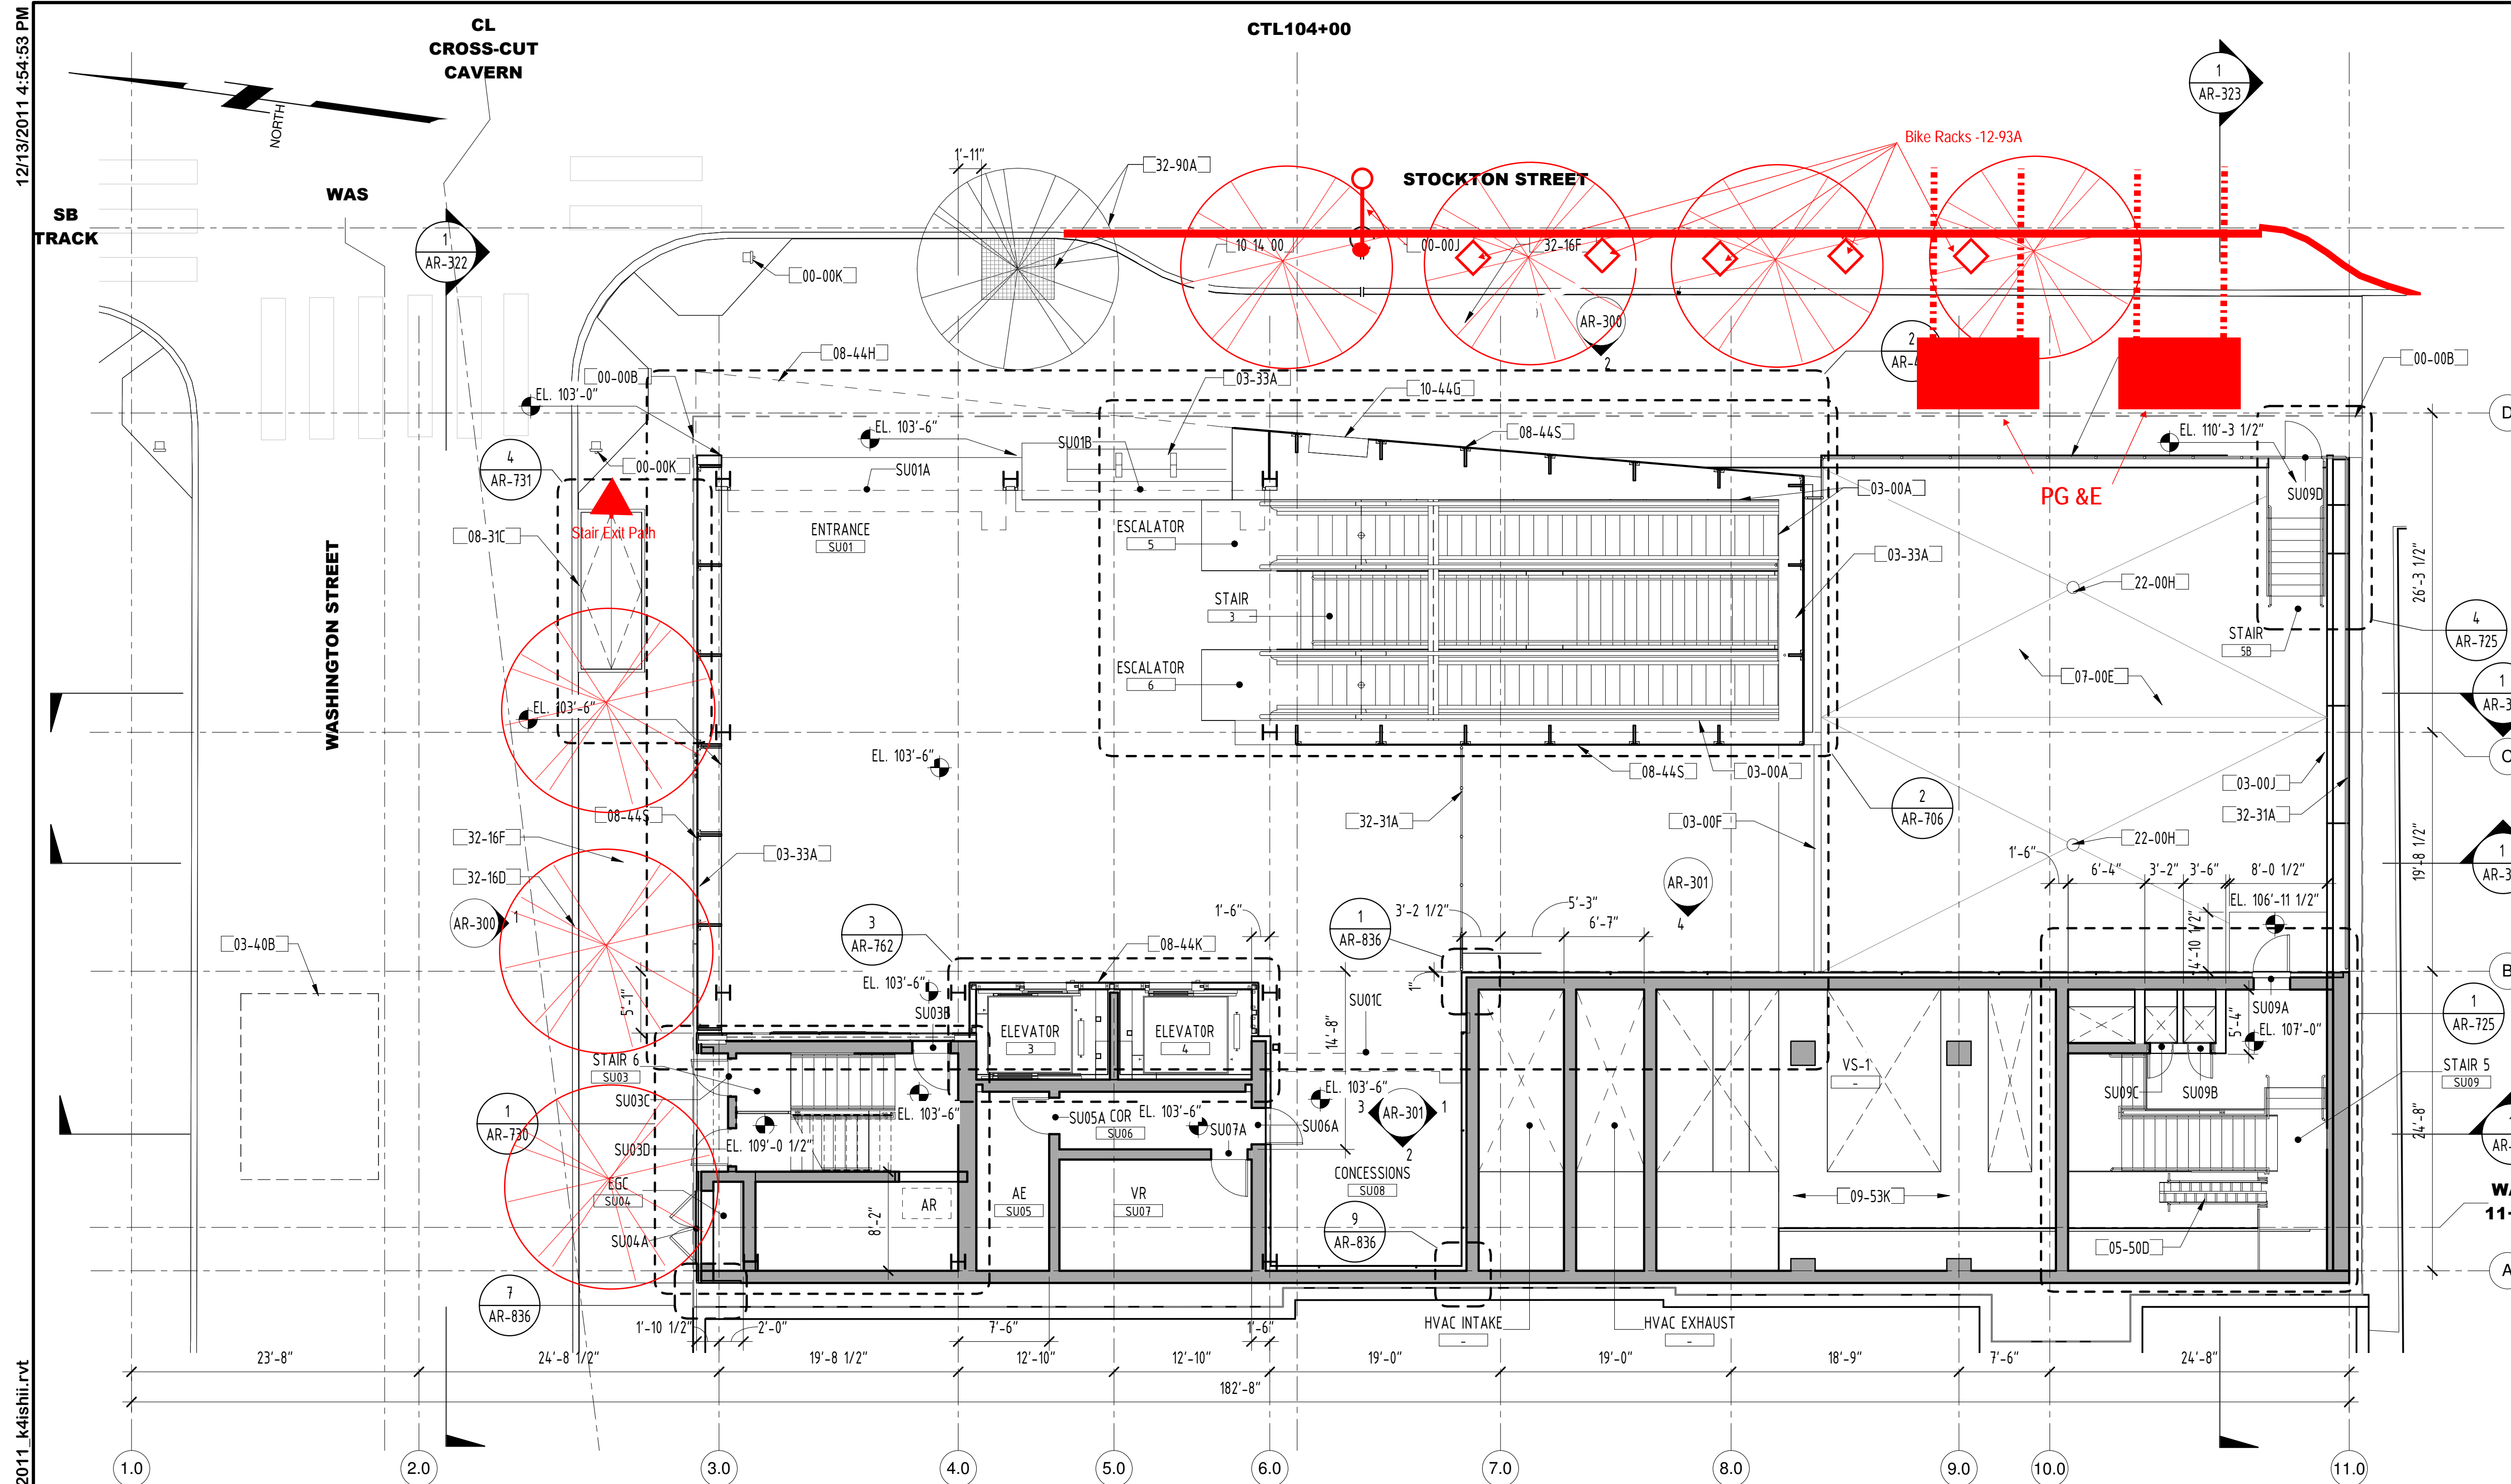 12/13/2011 4:54:53 PM
CL
CROSS-CUT
CAVERN
CTL104+00
1
AR-323
NORTH
Bike Racks -12-93A
1'-11"
32-90A
STOCKTON STREET
WAS
SB
TRACK
1
AR-322
10 14 00
00-00J
32-16F
00-00K
AR-300
2
2
08-44H
00-00B
00-00B
03-33A
10-44G
EL. 103'-0"
EL. 103'-6"
SU01B
08-44S
EL. 110'-3 1/2"
D
4
AR-731
00-00K
SU01A
03-00A
PG &E
SU09D
08-31C
Stair Exit Path
ENTRANCE
SU01
ESCALATOR
5
03-33A
26'-3 1/2"
WASHINGTON STREET
22-00H
STAIR
3
STAIR
5B
4
AR-725
ESCALATOR
6
07-00E
1
EL. 103'-6"
EL. 103'-6"
08-44S
03-00A
03-00J
08-44S
32-31A
03-00F
2
AR-706
32-31A
32-16F
03-33A
22-00H
1'-6"
19'-8 1/2"
1
32-16D
6'-4"
3'-2"
3'-6"
8'-0 1/2"
AR-301
4
AR-300
1
3
AR-762
1'-6"
1
AR-836
3'-2 1/2"
5'-3"
6'-7"
EL. 106'-11 1/2"
03-40B
08-44K
4'-10 1/2"
B
5'-1"
EL. 103'-6"
SU03B
1"
SU01C
SU09A
1
AR-725
ELEVATOR
3
ELEVATOR
4
14'-8"
5'-4"
EL. 107'-0"
STAIR 6
SU03
VS-1
-
STAIR 5
SU09
SU03C
EL. 103'-6"
EL. 103'-6"
SU09C
SU09B
1
AR-730
SU05A
COR
SU06
EL. 103'-6"
SU06A
3
AR-301
1
2
24'-8"
SU03D
EL. 109'-0 1/2"
SU07A
EGC
SU04
AR
AE
SU05
VR
SU07
CONCESSIONS
SU08
09-53K
8'-2"
SU04A
9
AR-836
05-50D
A
7
AR-836
1'-10 1/2"
2'-0"
7'-6"
1'-6"
HVAC INTAKE
-
HVAC EXHAUST
-
23'-8"
24'-8 1/2"
19'-8 1/2"
12'-10"
12'-10"
19'-0"
19'-0"
18'-9"
7'-6"
24'-8"
182'-8"
1.0
2.0
3.0
4.0
5.0
6.0
7.0
8.0
9.0
10.0
11.0
2011_k4ishii.rvt